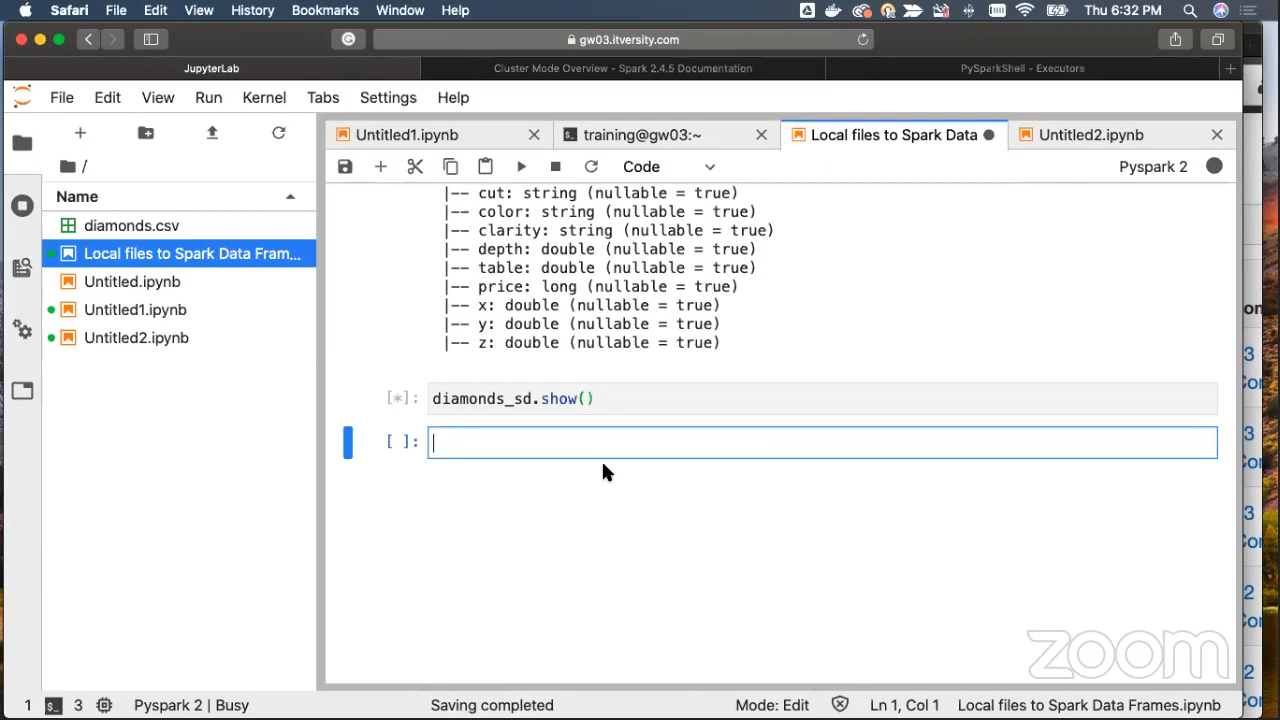 Safari File Edit View History Bookmarks Window Help Thu 6:32 PM
gw03.itversity.com
JupyterLab Cluster Mode Overview - Spark 2.4.5 Documentation PySparkShell - Executors
File Edit View Run Kernel Tabs Settings Help
Untitled1.ipynb training@gw03:~ Local files to Spark Data Untitled2.ipynb
/ Code Pyspark 2
Name
diamonds.csv
Local files to Spark Data Fram...
Untitled.ipynb
Untitled1.ipynb
Untitled2.ipynb
|-- cut: string (nullable = true)
|-- color: string (nullable = true)
|-- clarity: string (nullable = true)
|-- depth: double (nullable = true)
|-- table: double (nullable = true)
|-- price: long (nullable = true)
|-- x: double (nullable = true)
|-- y: double (nullable = true)
|-- z: double (nullable = true)
[*]: diamonds_sd.show()
[ ]:
zoom
1 $_ 3 Pyspark 2 | Busy Saving completed Mode: Edit Ln 1, Col 1 Local files to Spark Data Frames.ipynb